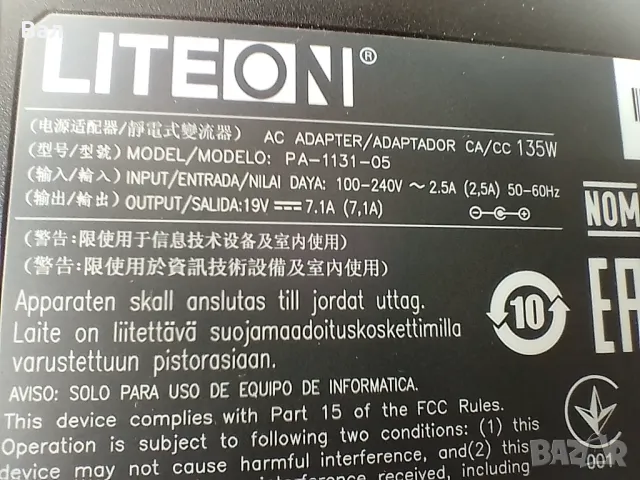 Вал
LITEON®
(电源适配器/靜電式變流器) AC ADAPTER/ADAPTADOR CA/CC 135W
(型号/型號) MODEL/MODELO: PA-1131-05
(输入/輸入) INPUT/ENTRADA/NILAI DAYA: 100-240V ~ 2.5A (2,5A) 50-60Hz
(输出/輸出) OUTPUT/SALIDA:19V ⎓ 7.1A (7,1A)
NOM
(警告:限使用于信息技术设备及室内使用)
(警告:限使用於資訊技術設備及室內使用)
Apparaten skall anslutas till jordat uttag.
Laite on liitettävä suojamaadoituskoskettimilla
varustettuun pistorasiaan.
10
AVISO: SOLO PARA USO DE EQUIPO DE INFORMATICA.
This device complies with Part 15 of the FCC Rules.
Operation is subject to following two conditions: (1) this
device may not cause harmful interference, and(2) this
received, including
001
BAZAR